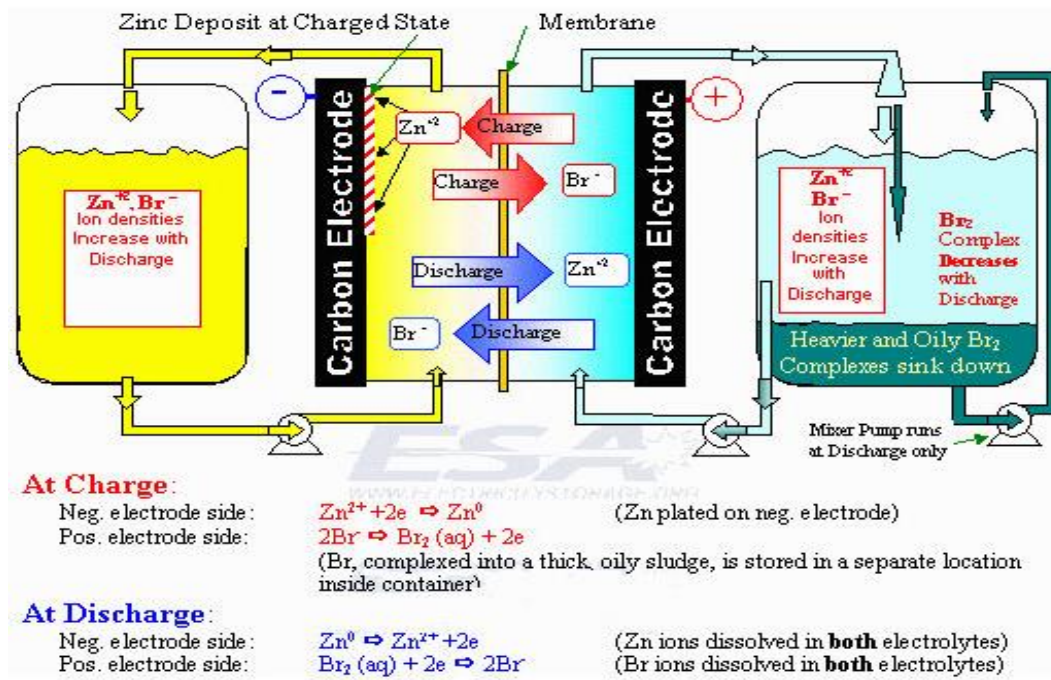 Zinc Deposit at Charged State
Membrane
−
+
Carbon Electrode
Carbon Electrode
Zn⁺²
Charge
Charge
Br⁻
Discharge
Zn⁺²
Br⁻
Discharge
Zn⁺², Br⁻
Ion densities
Increase with
Discharge
Zn⁺²
Br⁻
Ion
densities
Increase
with
Discharge
Br₂
Complex
Decreases
with
Discharge
Heavier and Oily Br₂
Complexes sink down
Mixer Pump runs
at Discharge only
ESA
WWW.ELECTRICITYSTORAGE.ORG
At Charge:
Neg. electrode side: Zn²⁺ +2e ⇨ Zn⁰ (Zn plated on neg. electrode)
Pos. electrode side: 2Br⁻ ⇨ Br₂ (aq) + 2e
(Br, complexed into a thick, oily sludge, is stored in a separate location
inside container)
At Discharge:
Neg. electrode side: Zn⁰ ⇨ Zn²⁺ +2e (Zn ions dissolved in both electrolytes)
Pos. electrode side: Br₂ (aq) + 2e ⇨ 2Br⁻ (Br ions dissolved in both electrolytes)